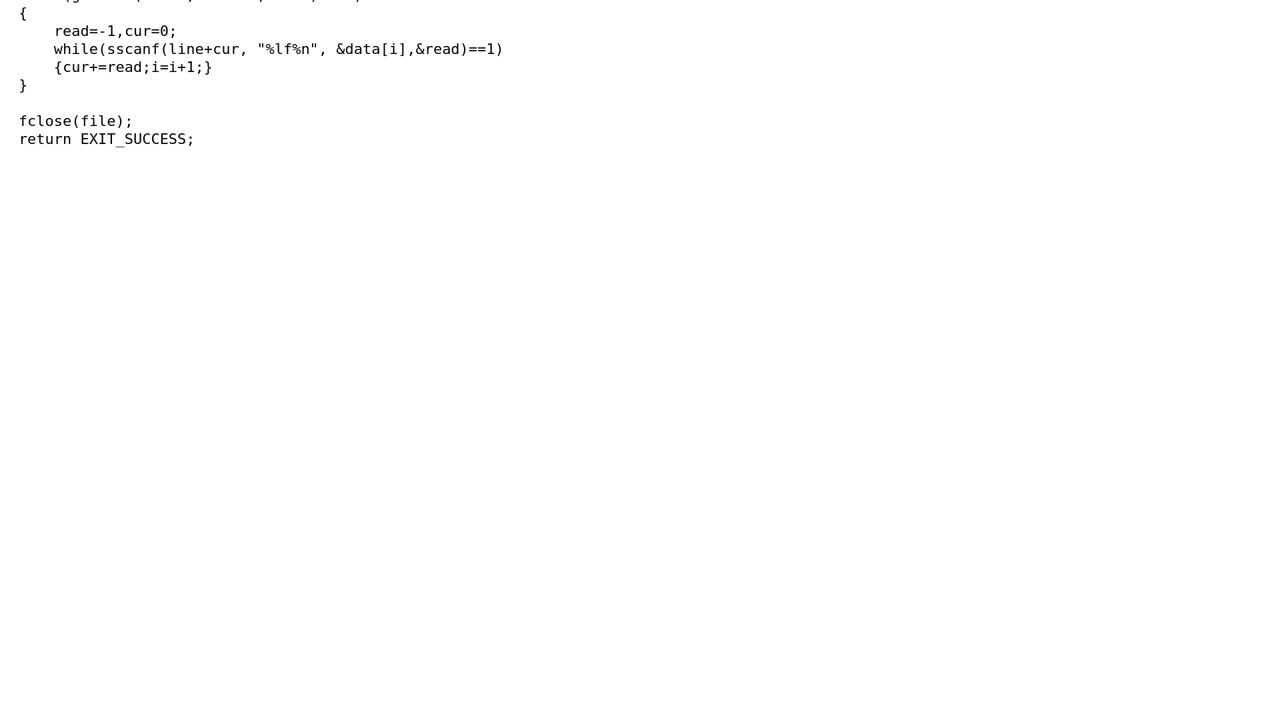 {
    read=-1,cur=0;
    while(sscanf(line+cur, "%lf%n", &data[i],&read)==1)
    {cur+=read;i=i+1;}
}

fclose(file);
return EXIT_SUCCESS;